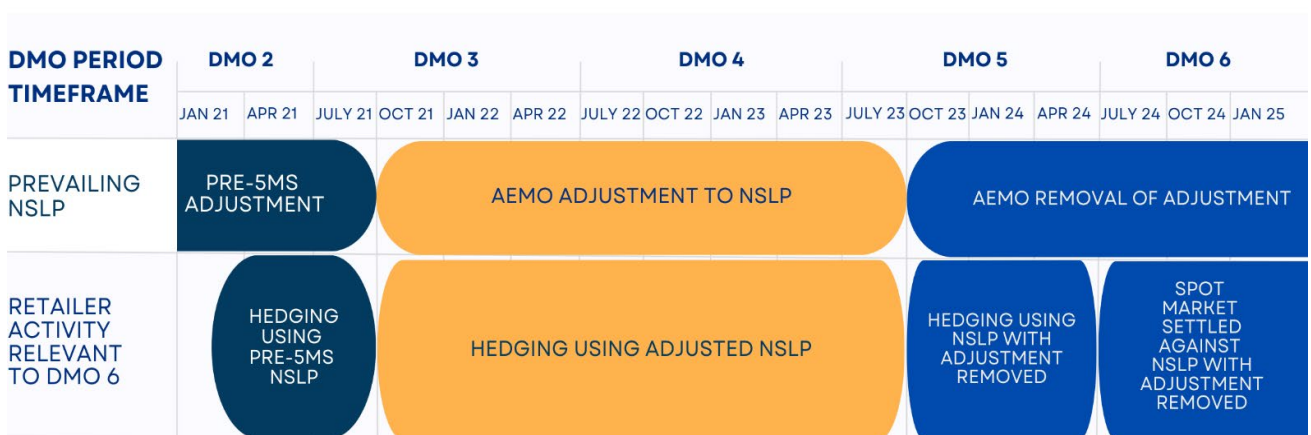 DMO PERIOD
TIMEFRAME
DMO 2
DMO 3
DMO 4
DMO 5
DMO 6
JAN 21
APR 21
JULY 21
OCT 21
JAN 22
APR 22
JULY 22
OCT 22
JAN 23
APR 23
JULY 23
OCT 23
JAN 24
APR 24
JULY 24
OCT 24
JAN 25
PREVAILING
NSLP
PRE-5MS
ADJUSTMENT
AEMO ADJUSTMENT TO NSLP
AEMO REMOVAL OF ADJUSTMENT
RETAILER
ACTIVITY
RELEVANT
TO DMO 6
HEDGING
USING
PRE-5MS
NSLP
HEDGING USING ADJUSTED NSLP
HEDGING USING
NSLP WITH
ADJUSTMENT
REMOVED
SPOT
MARKET
SETTLED
AGAINST
NSLP WITH
ADJUSTMENT
REMOVED